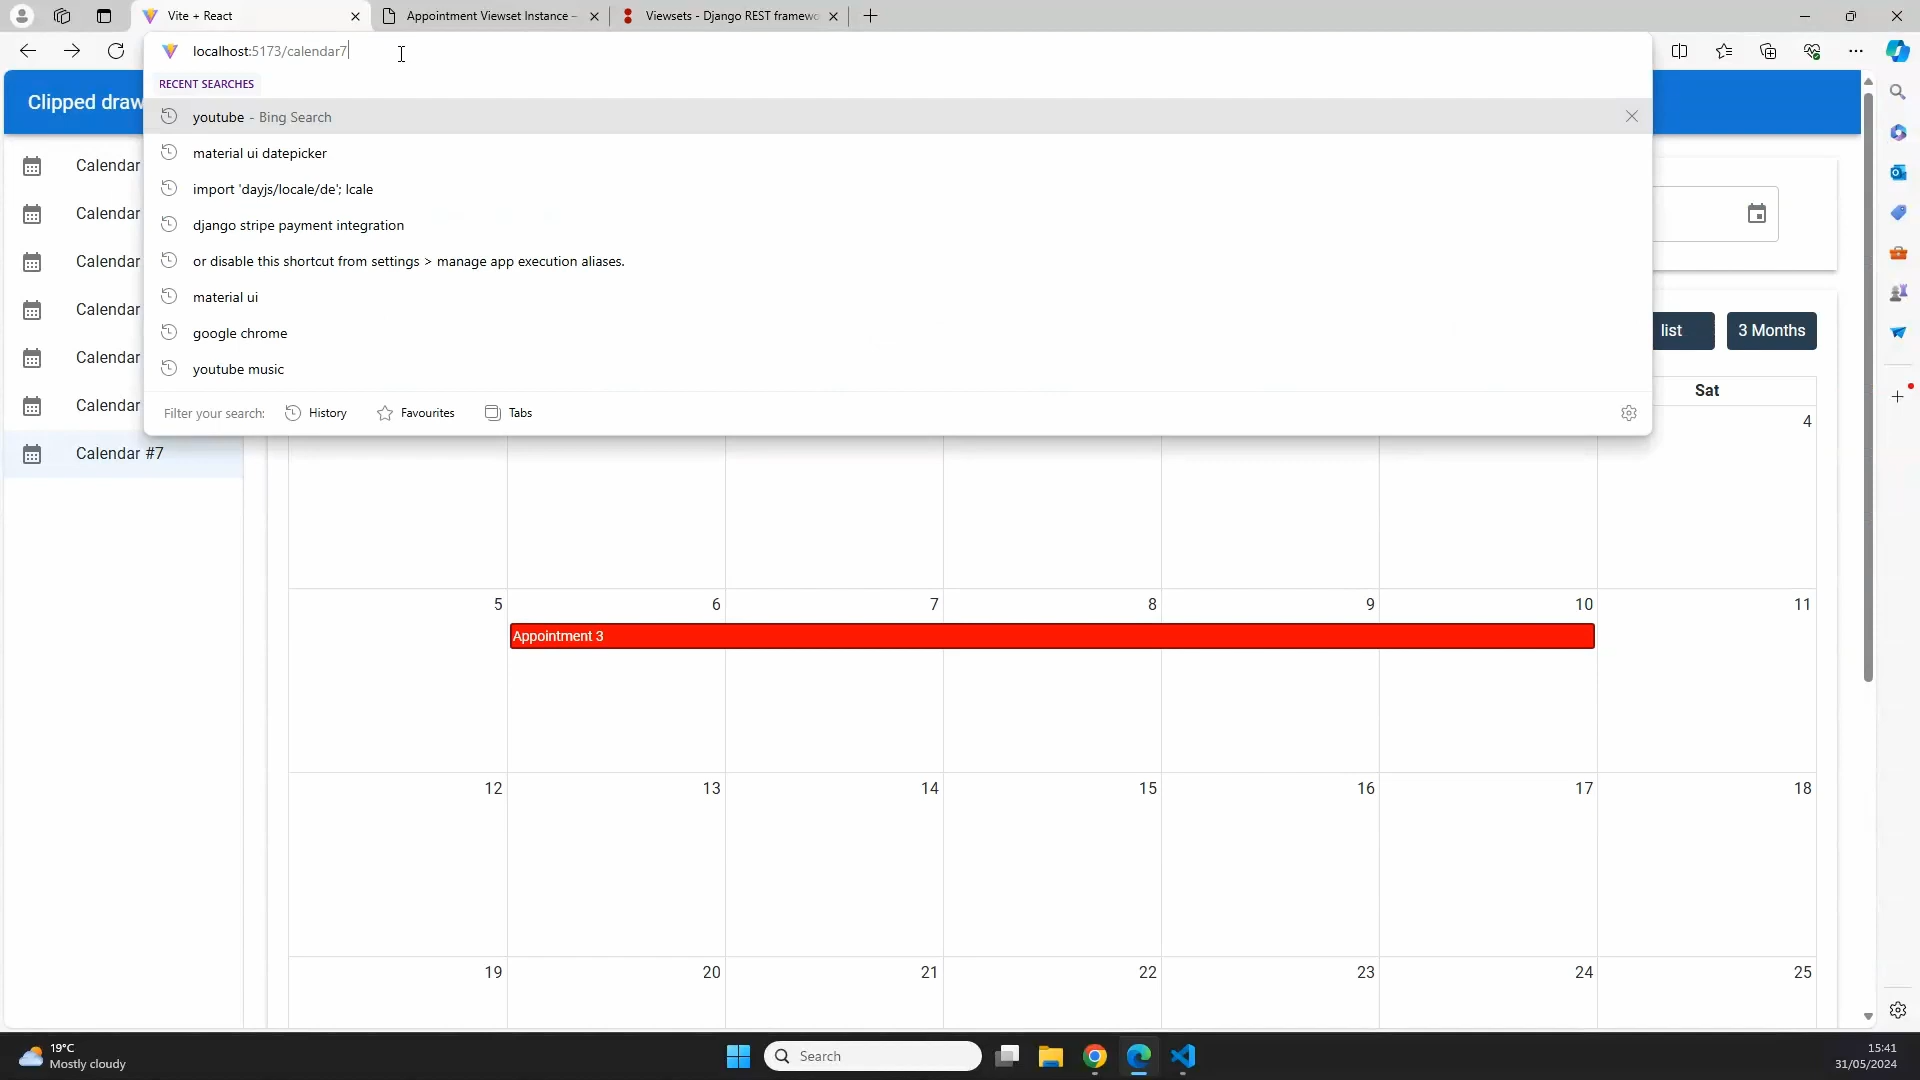 Vite + React
Appointment Viewset Instance –
Viewsets - Django REST framewo
localhost:5173/calendar7
RECENT SEARCHES
youtube - Bing Search
material ui datepicker
import 'dayjs/locale/de'; lcale
django stripe payment integration
or disable this shortcut from settings > manage app execution aliases.
material ui
google chrome
youtube music
Filter your search:
History
Favourites
Tabs
Clipped draw
Calendar
Calendar
Calendar
Calendar
Calendar
Calendar
Calendar #7
list
3 Months
Sat
4
5
6
7
8
9
10
11
Appointment 3
12
13
14
15
16
17
18
19
20
21
22
23
24
25
19°C
Mostly cloudy
Search
15:41
31/05/2024